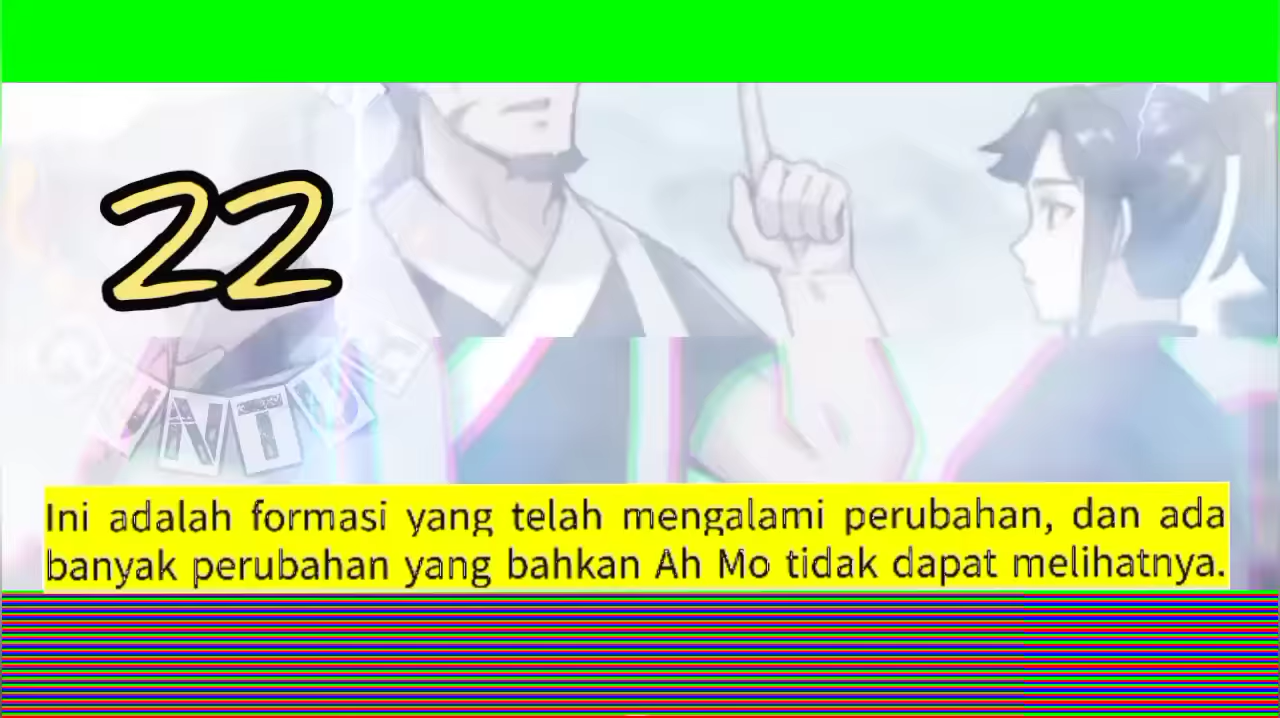 22
Ini adalah formasi yang telah mengalami perubahan, dan ada
banyak perubahan yang bahkan Ah Mo tidak dapat melihatnya.